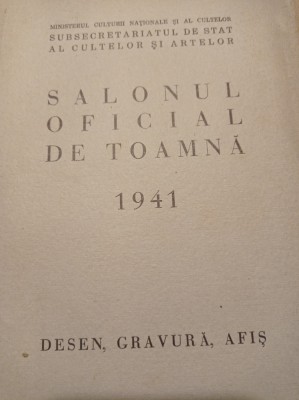 MINISTERUL CULTURII NAȚIONALE ȘI AL CULTELOR
SUBSECRETARIATUL DE STAT
AL CULTELOR ȘI ARTELOR
SALONUL
OFICIAL
DE TOAMNĂ
1941
DESEN, GRAVURĂ, AFIȘ